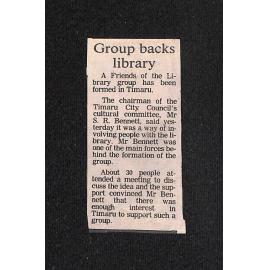 Group backs
library
A Friends of the Li-
brary group has been
formed in Timaru.
The chairman of the
Timaru City Council's
cultural committee, Mr
S. R. Bennett, said yes-
terday it was a way of in-
volving people with the
library. Mr Bennett was
one of the main forces be-
hind the formation of the
group.
About 30 people at-
tended a meeting to dis-
cuss the idea and the sup-
port convinced Mr Ben-
nett that there was
enough interest in
Timaru to support such a
group.